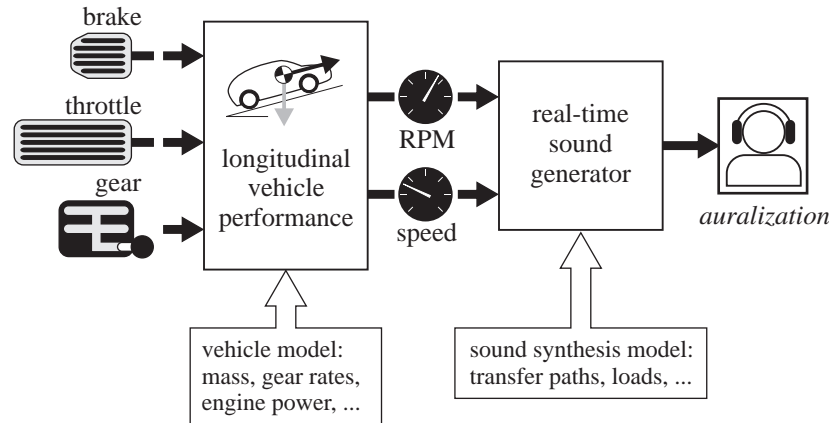 brake
throttle
gear
longitudinal
vehicle
performance
RPM
speed
real-time
sound
generator
auralization
vehicle model:
mass, gear rates,
engine power, ...
sound synthesis model:
transfer paths, loads, ...